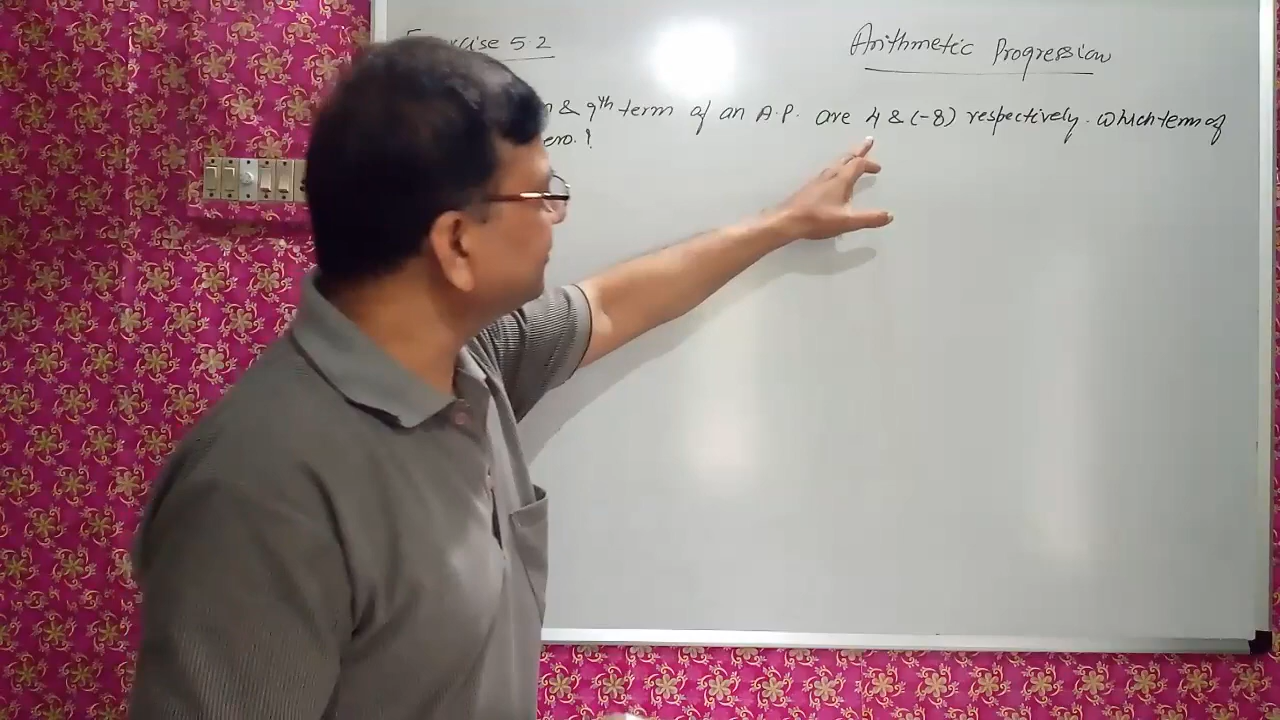 Exercise 5.2
Arithmetic Progression
& 9th term of an A.P. are 4 & (-8) respectively. which term of
ero.?